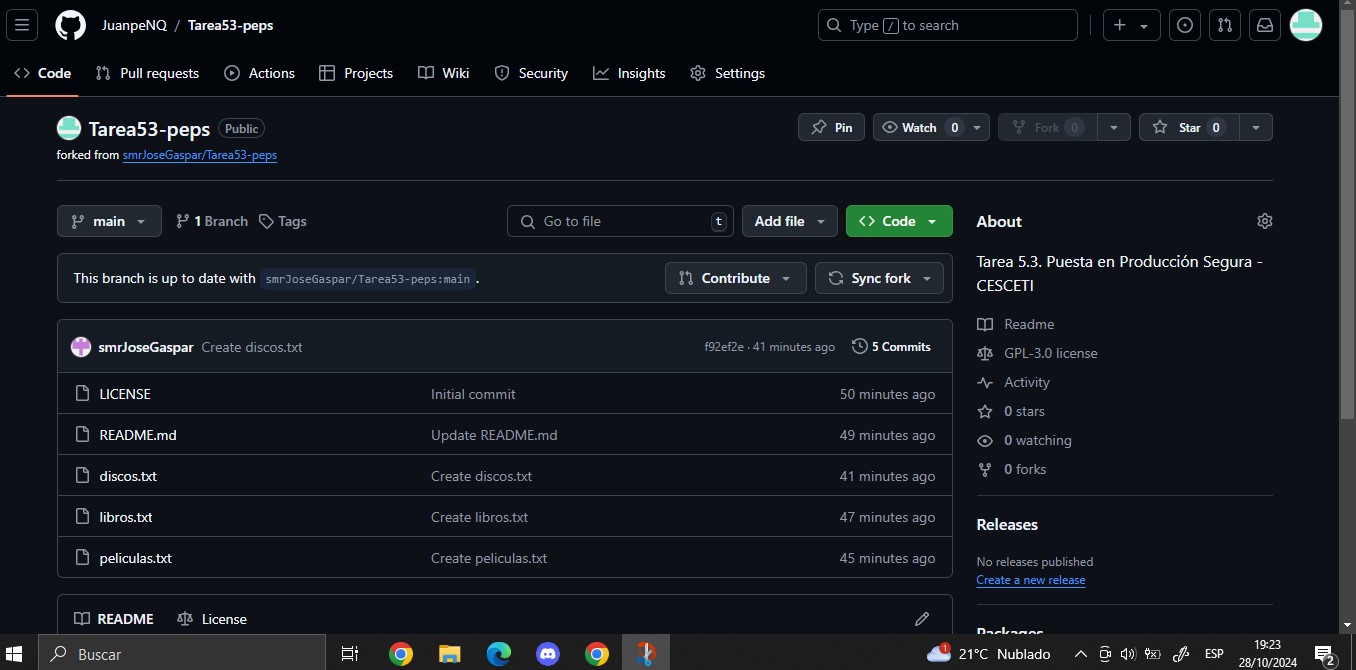 JuanpeNQ / Tarea53-peps
Type / to search
Code Pull requests Actions Projects Wiki Security Insights Settings
Tarea53-peps Public
Pin Watch 0 Fork 0 Star 0
forked from smrJoseGaspar/Tarea53-peps
main 1 Branch Tags Go to file t Add file Code
About
Tarea 5.3. Puesta en Producción Segura - CESCETI
This branch is up to date with smrJoseGaspar/Tarea53-peps:main .
Contribute Sync fork
smrJoseGaspar Create discos.txt f92ef2e · 41 minutes ago 5 Commits
LICENSE Initial commit 50 minutes ago
README.md Update README.md 49 minutes ago
discos.txt Create discos.txt 41 minutes ago
libros.txt Create libros.txt 47 minutes ago
peliculas.txt Create peliculas.txt 45 minutes ago
README License
Readme
GPL-3.0 license
Activity
0 stars
0 watching
0 forks
Releases
No releases published
Create a new release
Packages
Buscar
1
21°C Nublado
ESP
19:23
28/10/2024
2